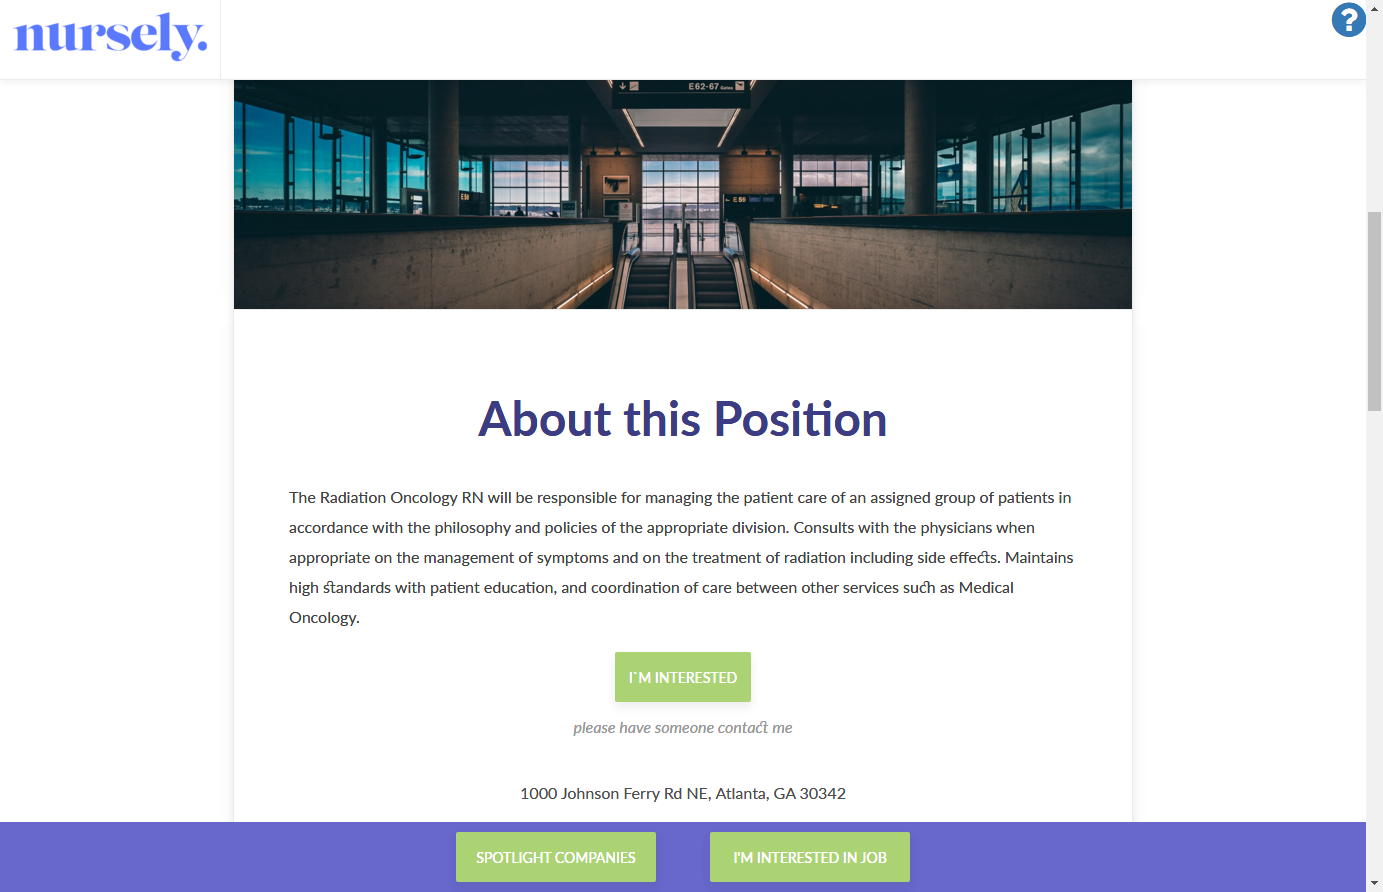 nursely.
?
E62-67 Gates
E 59
About this Position
The Radiation Oncology RN will be responsible for managing the patient care of an assigned group of patients in
accordance with the philosophy and policies of the appropriate division. Consults with the physicians when
appropriate on the management of symptoms and on the treatment of radiation including side effects. Maintains
high standards with patient education, and coordination of care between other services such as Medical
Oncology.
I`M INTERESTED
please have someone contact me
1000 Johnson Ferry Rd NE, Atlanta, GA 30342
SPOTLIGHT COMPANIES
I'M INTERESTED IN JOB